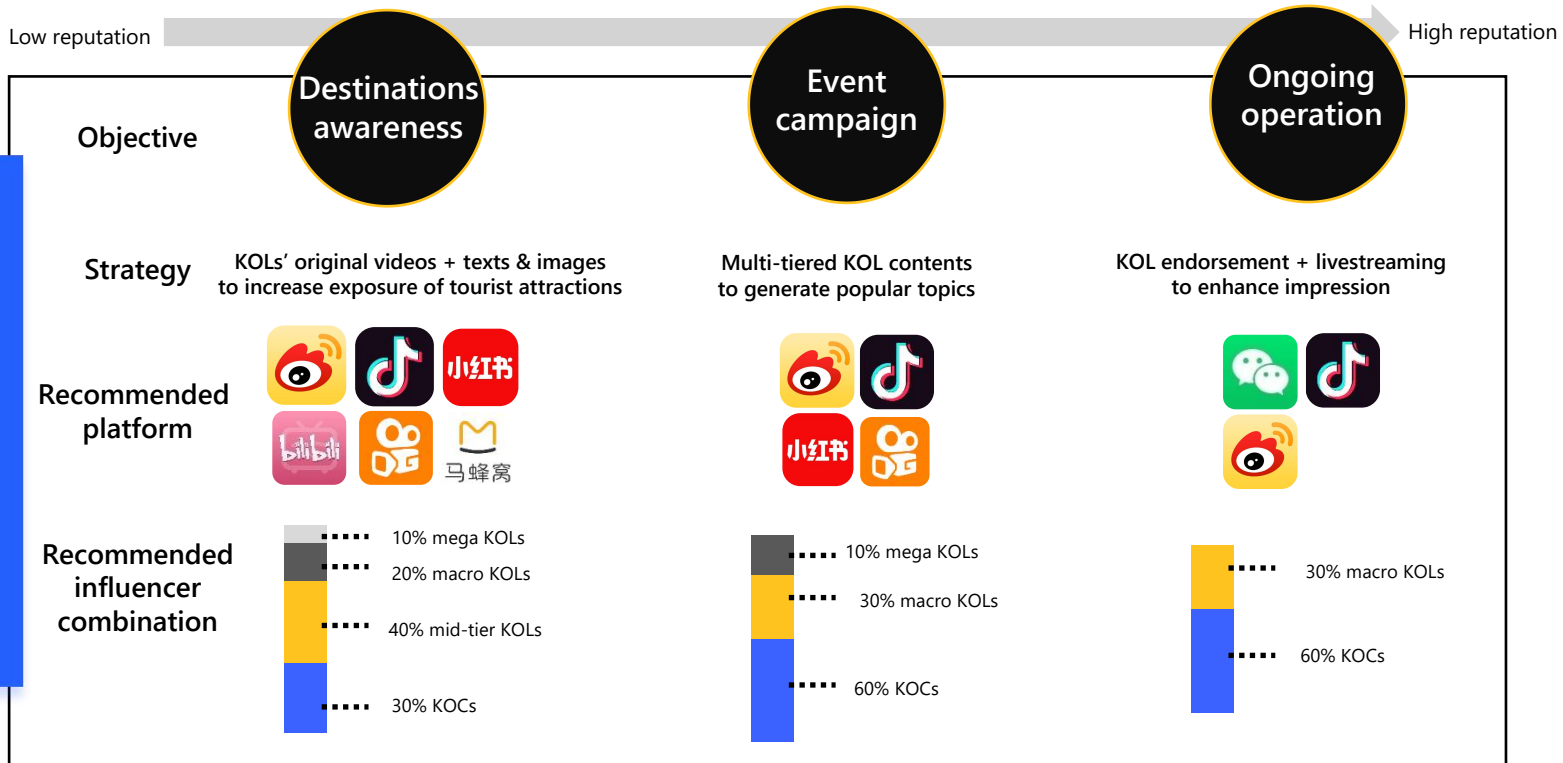 Low reputation
High reputation
Objective
Destinations
awareness
Event
campaign
Ongoing
operation
Strategy
KOLs' original videos + texts & images
to increase exposure of tourist attractions
Multi-tiered KOL contents
to generate popular topics
KOL endorsement + livestreaming
to enhance impression
Recommended
platform
小红书
bilibili
马蜂窝
小红书
Recommended
influencer
combination
10% mega KOLs
20% macro KOLs
40% mid-tier KOLs
30% KOCs
10% mega KOLs
30% macro KOLs
60% KOCs
30% macro KOLs
60% KOCs